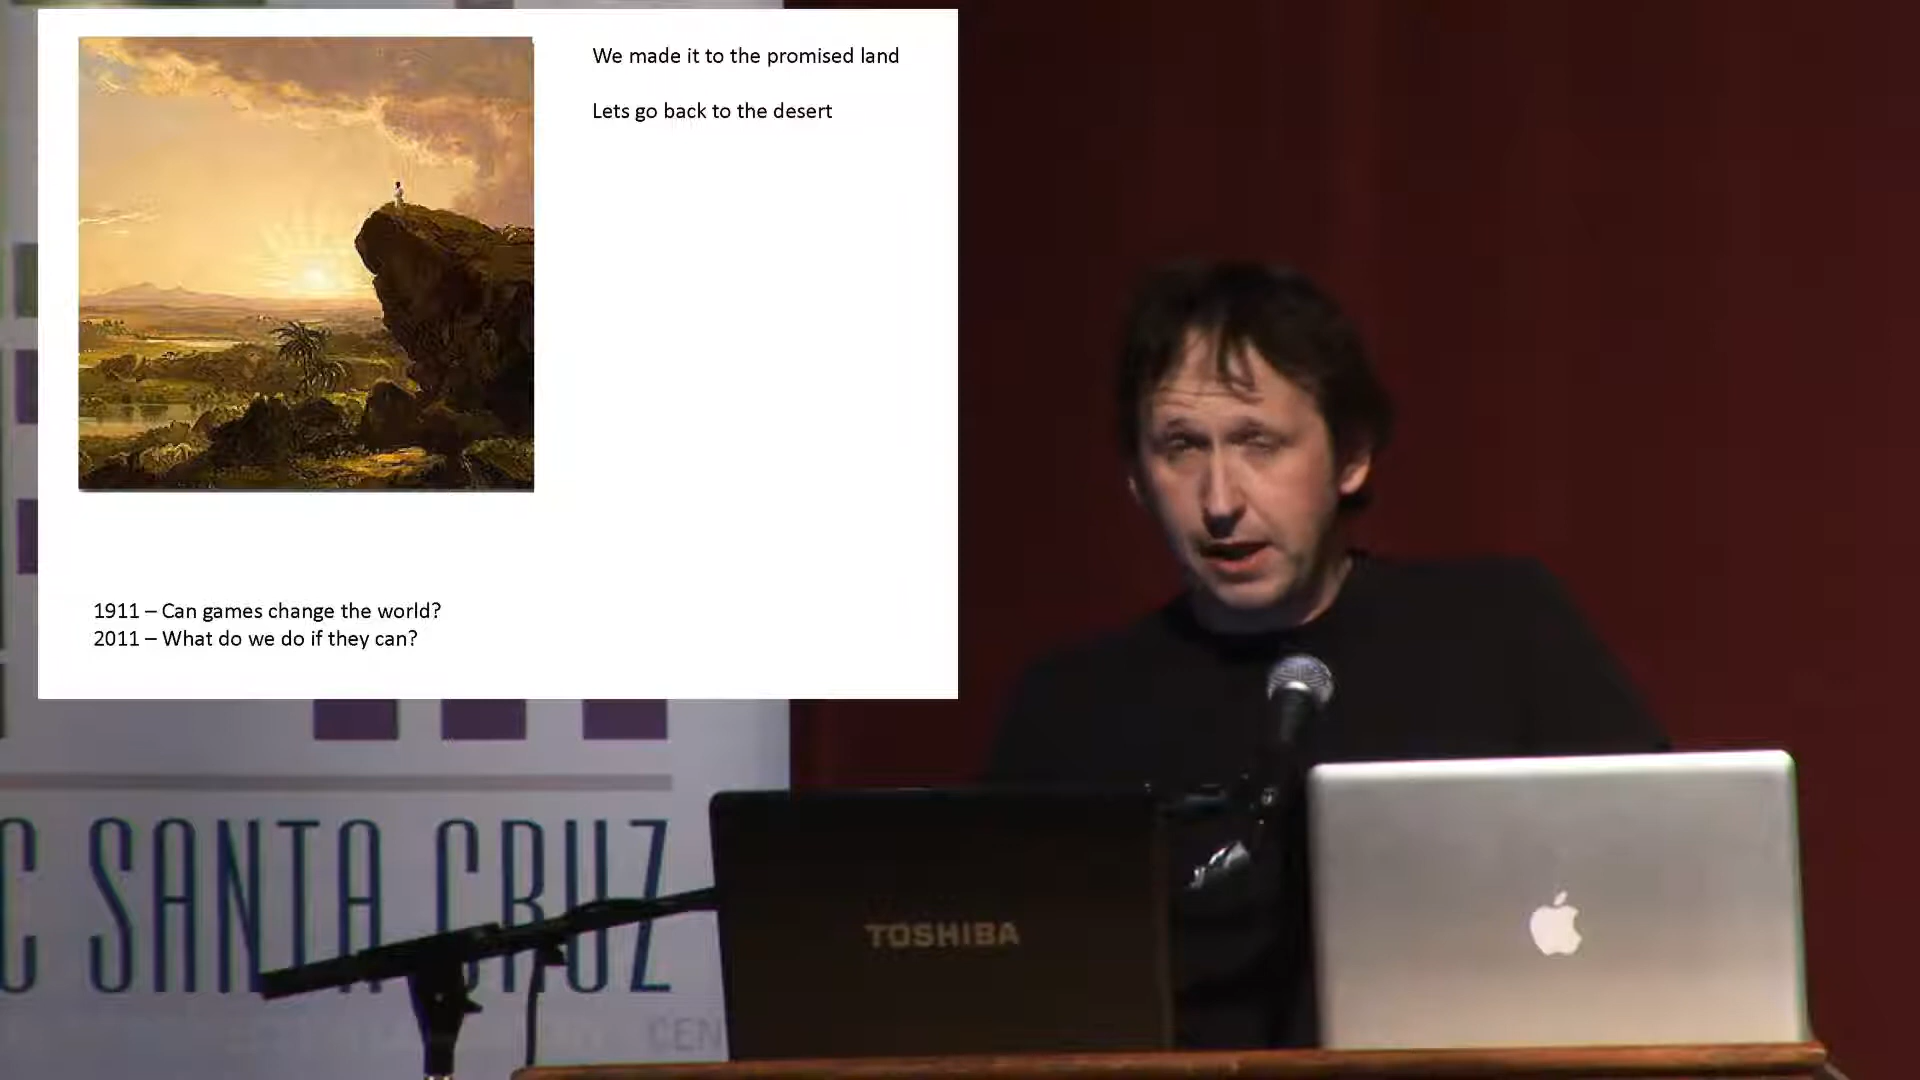 We made it to the promised land
Lets go back to the desert
1911 – Can games change the world?
2011 – What do we do if they can?
C SANTA CRUZ
CEN
TOSHIBA